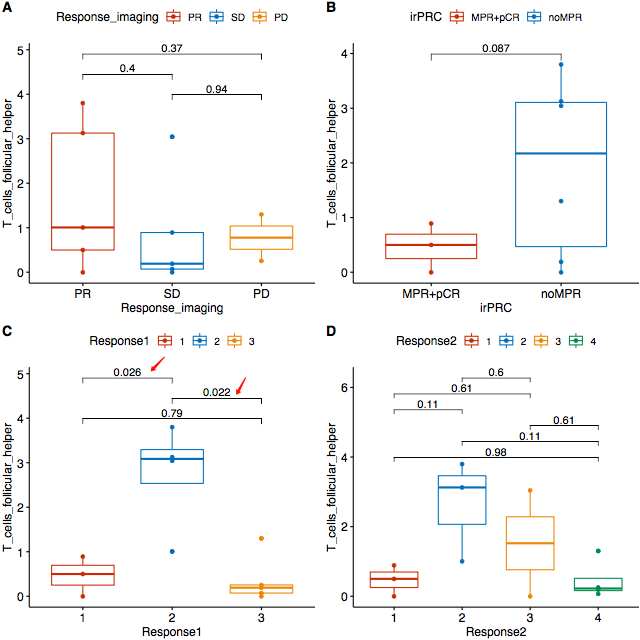 A
Response_imaging PR SD PD
T_cells_follicular_helper
5
4
3
2
1
0
0.37
0.4
0.94
PR SD PD
Response_imaging
B
irPRC MPR+pCR noMPR
T_cells_follicular_helper
4
3
2
1
0
0.087
MPR+pCR noMPR
irPRC
C
Response1 1 2 3
T_cells_follicular_helper
5
4
3
2
1
0
0.026
0.022
0.79
1 2 3
Response1
D
Response2 1 2 3 4
T_cells_follicular_helper
6
4
2
0
0.6
0.61
0.11
0.61
0.11
0.98
1 2 3 4
Response2